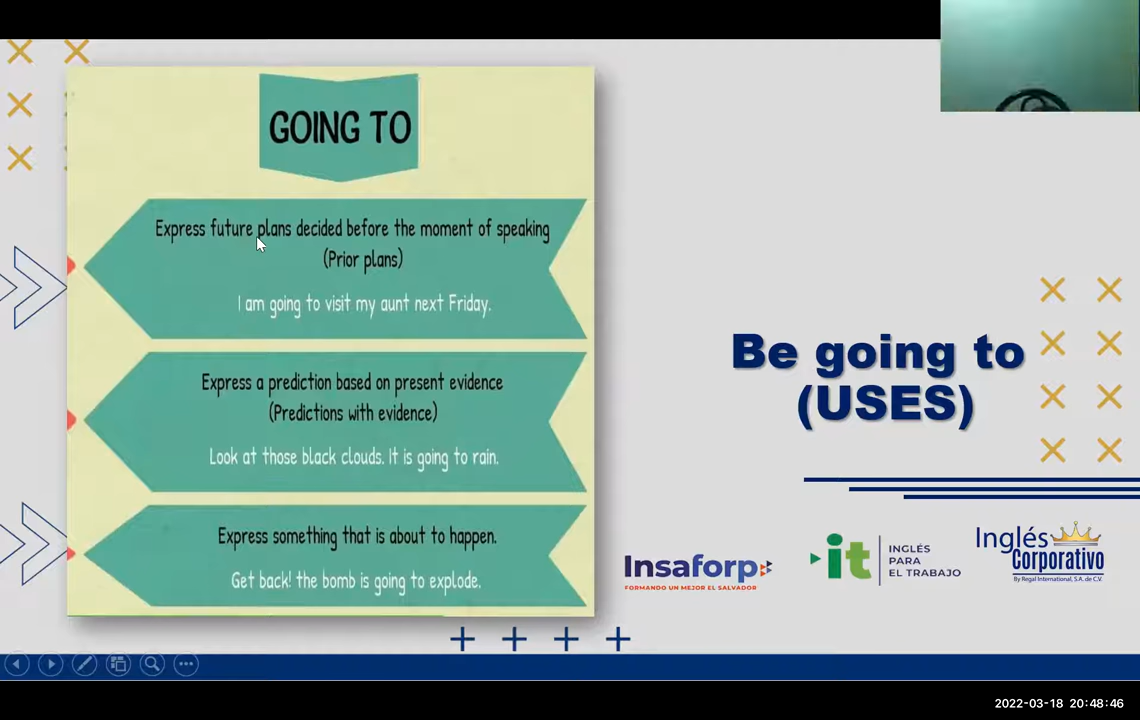 GOING TO
Express future plans decided before the moment of speaking
(Prior plans)
I am going to visit my aunt next Friday.
Express a prediction based on present evidence
(Predictions with evidence)
Look at those black clouds. It is going to rain.
Express something that is about to happen.
Get back! the bomb is going to explode.
Be going to
(USES)
Insaforp
FORMANDO UN MEJOR EL SALVADOR
it
INGLÉS
PARA
EL TRABAJO
Inglés
Corporativo
By Regal International, S.A. de C.V.
2022-03-18 20:48:46